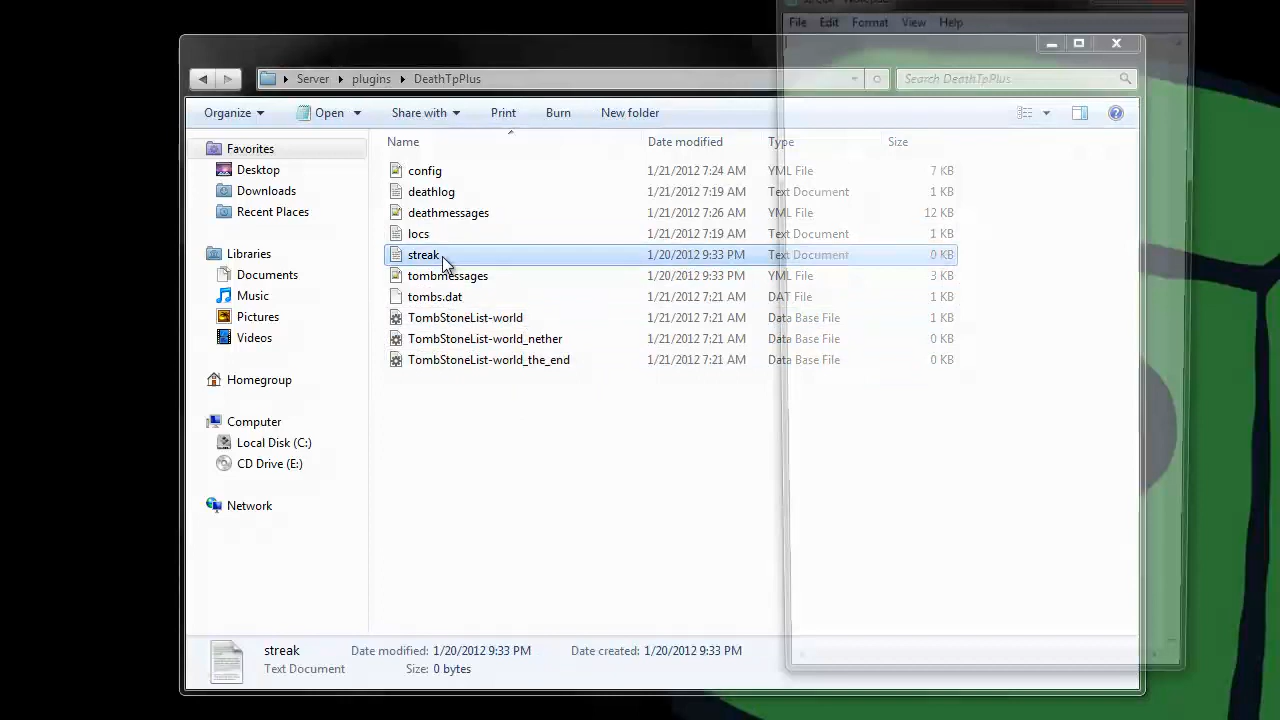 File Edit Format View Help
Server plugins DeathTpPlus Search DeathTpPlus
Organize Open Share with Print Burn New folder
Name Date modified Type Size
Favorites
Desktop
Downloads
Recent Places
Libraries
Documents
Music
Pictures
Videos
Homegroup
Computer
Local Disk (C:)
CD Drive (E:)
Network
config 1/21/2012 7:24 AM YML File 7 KB
deathlog 1/21/2012 7:19 AM Text Document 1 KB
deathmessages 1/21/2012 7:26 AM YML File 12 KB
locs 1/21/2012 7:19 AM Text Document 1 KB
streak 1/20/2012 9:33 PM Text Document 0 KB
tombmessages 1/20/2012 9:33 PM YML File 3 KB
tombs.dat 1/21/2012 7:21 AM DAT File 1 KB
TombStoneList-world 1/21/2012 7:21 AM Data Base File 1 KB
TombStoneList-world_nether 1/21/2012 7:21 AM Data Base File 0 KB
TombStoneList-world_the_end 1/21/2012 7:21 AM Data Base File 0 KB
streak Date modified: 1/20/2012 9:33 PM Date created: 1/20/2012 9:33 PM
Text Document Size: 0 bytes